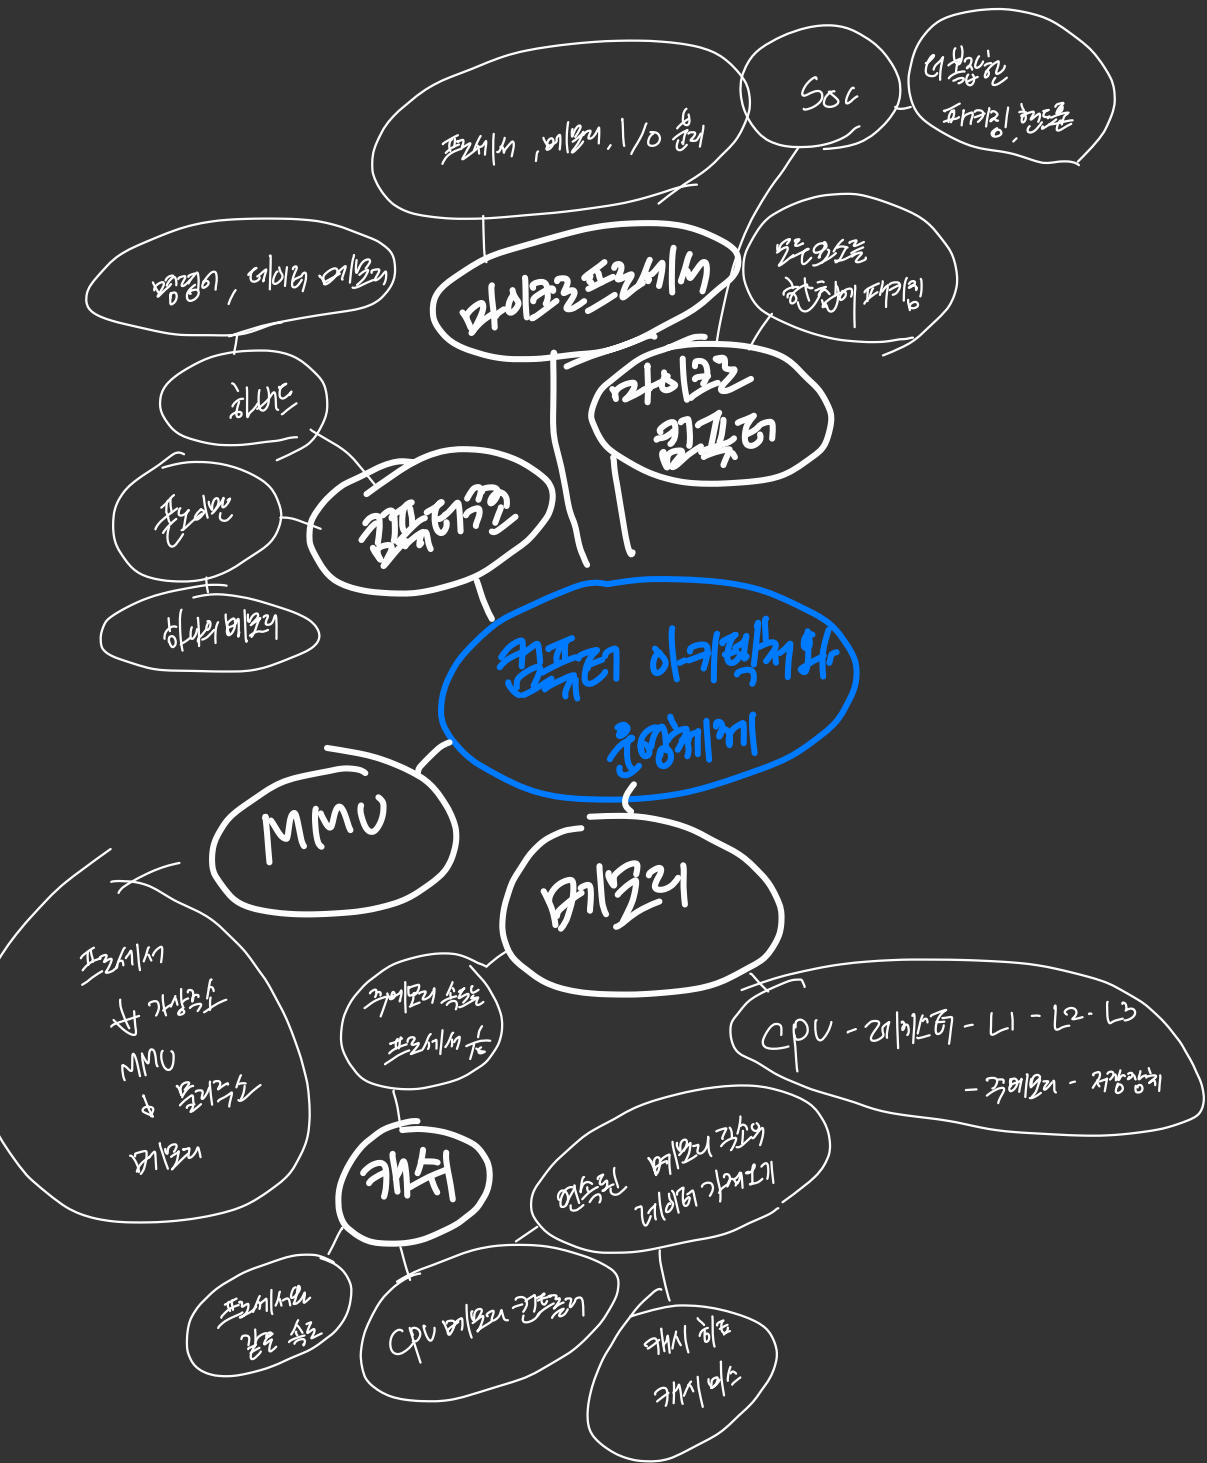 Soc
더 복잡한
패키징, 핸드폰
프로세서, 메모리, I/O 분리
마이크로프로세서
모든 요소를
한 칩에 패키징
명령어, 데이터 메모리
마이크로
컴퓨터
하버드
컴퓨터구조
폰노이만
하나의 메모리
컴퓨터 아키텍처와
운영체제
MMU
메모리
프로세서
↓ 가상주소
MMU
↓ 물리주소
메모리
주메모리 속도는
프로세서 1/10
CPU - 레지스터 - L1 - L2 - L3
- 주메모리 - 저장장치
캐쉬
연속된 메모리 주소의
데이터 가져오기
프로세서와
같은 속도
CPU 메모리 컨트롤러
캐시 히트
캐시 미스